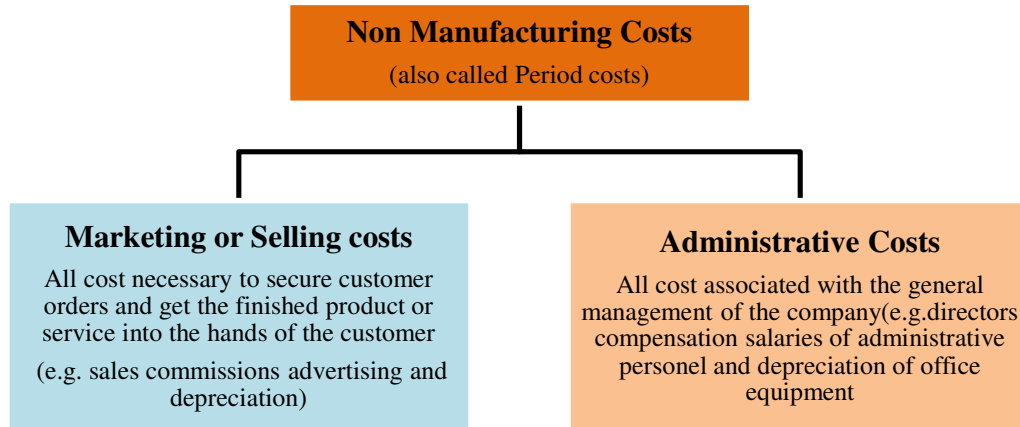 Non Manufacturing Costs
(also called Period costs)
Marketing or Selling costs
All cost necessary to secure customer
orders and get the finished product or
service into the hands of the customer
(e.g. sales commissions advertising and
depreciation)
Administrative Costs
All cost associated with the general
management of the company(e.g.directors
compensation salaries of administrative
personel and depreciation of office
equipment